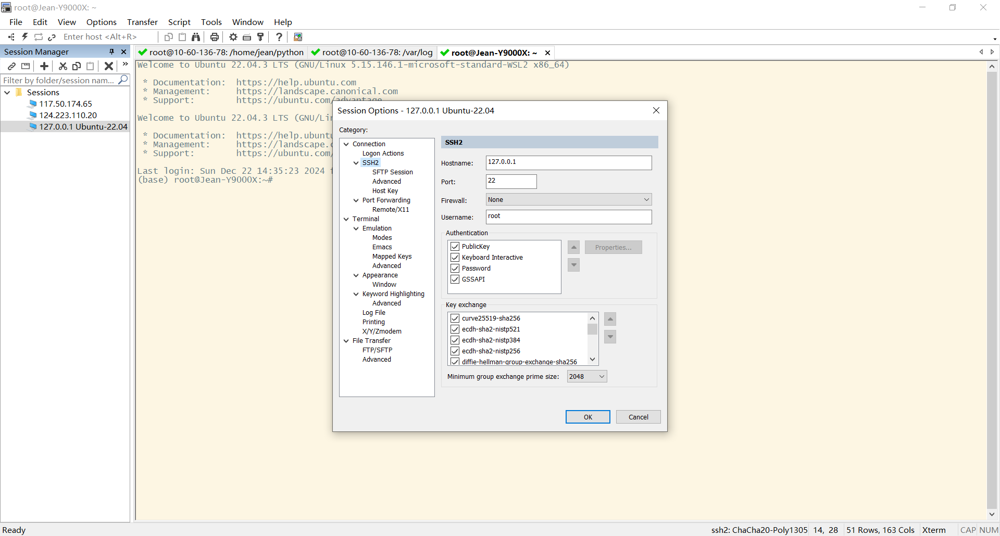 root@Jean-Y9000X: ~
File Edit View Options Transfer Script Tools Window Help
Enter host <Alt+R>
Session Manager
Filter by folder/session nam...
Sessions
117.50.174.65
124.223.110.20
127.0.0.1 Ubuntu-22.04
root@10-60-136-78: /home/jean/python
root@10-60-136-78: /var/log
root@Jean-Y9000X: ~
Welcome to Ubuntu 22.04.3 LTS (GNU/Linux 5.15.146.1-microsoft-standard-WSL2 x86_64)
* Documentation: https://help.ubuntu.com
* Management: https://landscape.canonical.com
* Support: https://ubuntu.com/advantage
Welcome to Ubuntu 22.04.3 LTS (GNU/Li
* Documentation: https://help.ubunt
* Management: https://landscape.
* Support: https://ubuntu.com/
Last login: Sun Dec 22 14:35:23 2024
(base) root@Jean-Y9000X:~#
Session Options - 127.0.0.1 Ubuntu-22.04
Category:
Connection
Logon Actions
SSH2
SFTP Session
Advanced
Host Key
Port Forwarding
Remote/X11
Terminal
Emulation
Modes
Emacs
Mapped Keys
Advanced
Appearance
Window
Keyword Highlighting
Advanced
Log File
Printing
X/Y/Zmodem
File Transfer
FTP/SFTP
Advanced
SSH2
Hostname: 127.0.0.1
Port: 22
Firewall: None
Username: root
Authentication
PublicKey
Keyboard Interactive
Password
GSSAPI
Properties...
Key exchange
curve25519-sha256
ecdh-sha2-nistp521
ecdh-sha2-nistp384
ecdh-sha2-nistp256
diffie-hellman-group-exchange-sha256
Minimum group exchange prime size: 2048
OK
Cancel
Ready
ssh2: ChaCha20-Poly1305 14, 28 51 Rows, 163 Cols Xterm CAP NUM